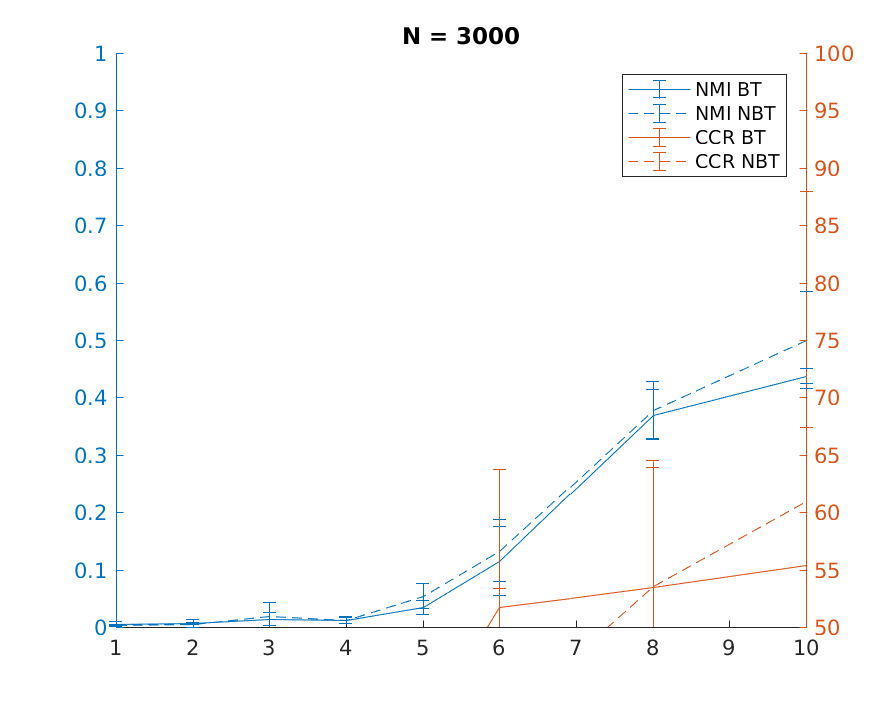 N = 3000
1 100
0.9 95
0.8 90
0.7 85
0.6 80
0.5 75
0.4 70
0.3 65
0.2 60
0.1 55
0 50
NMI BT
NMI NBT
CCR BT
CCR NBT
1 2 3 4 5 6 7 8 9 10